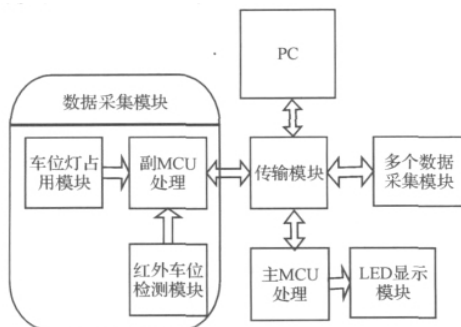 PC
数据采集模块
车位灯占
用模块
副MCU
处理
传输模块
多个数据
采集模块
红外车位
检测模块
主MCU
处理
LED显示
模块